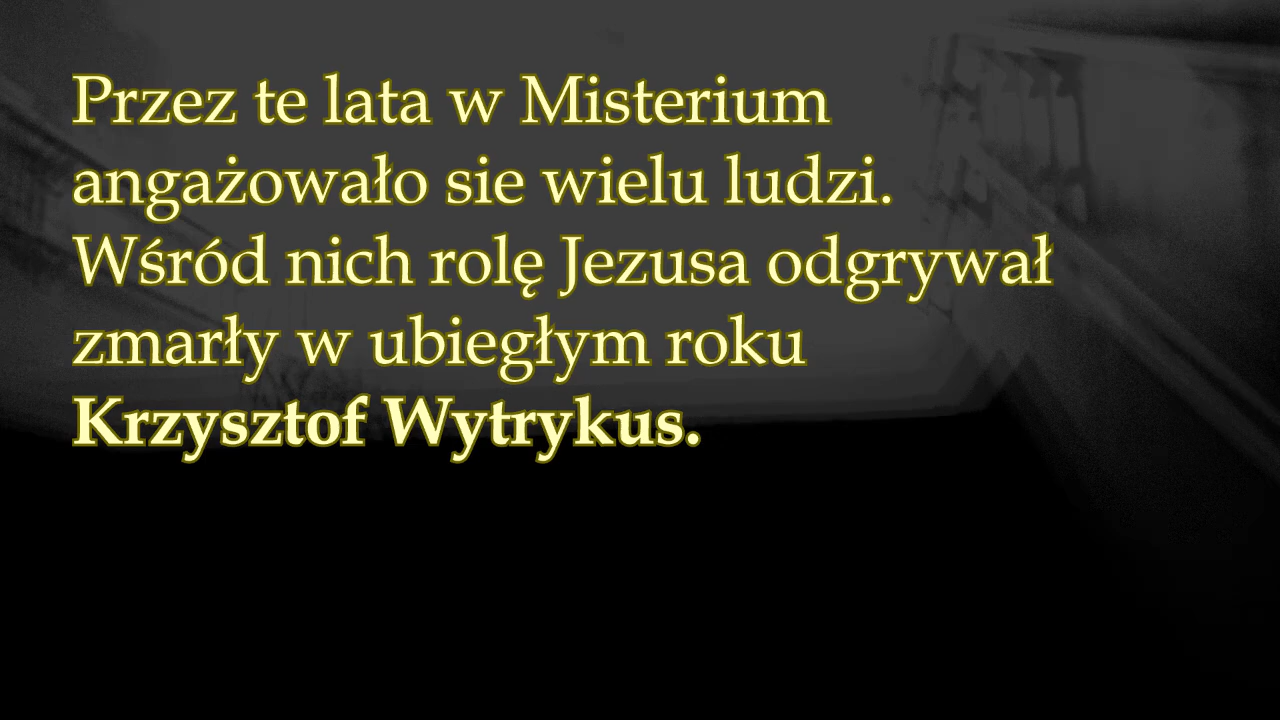 Przez te lata w Misterium
angażowało sie wielu ludzi.
Wśród nich rolę Jezusa odgrywał
zmarły w ubiegłym roku
Krzysztof Wytrykus.